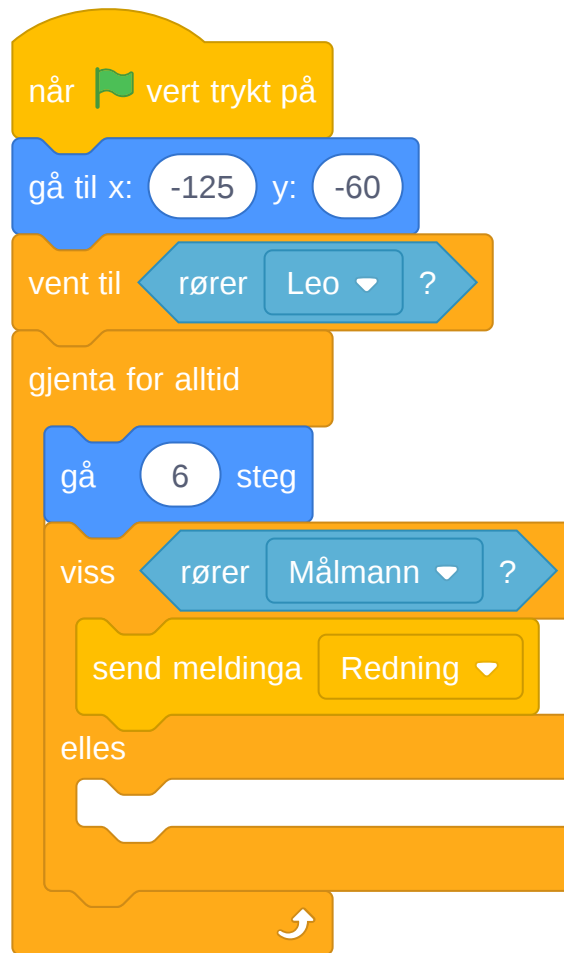 når vert trykt på
gå til x: -125 y: -60
vent til rører Leo ?
gjenta for alltid
gå 6 steg
viss rører Målmann ?
send meldinga Redning
elles